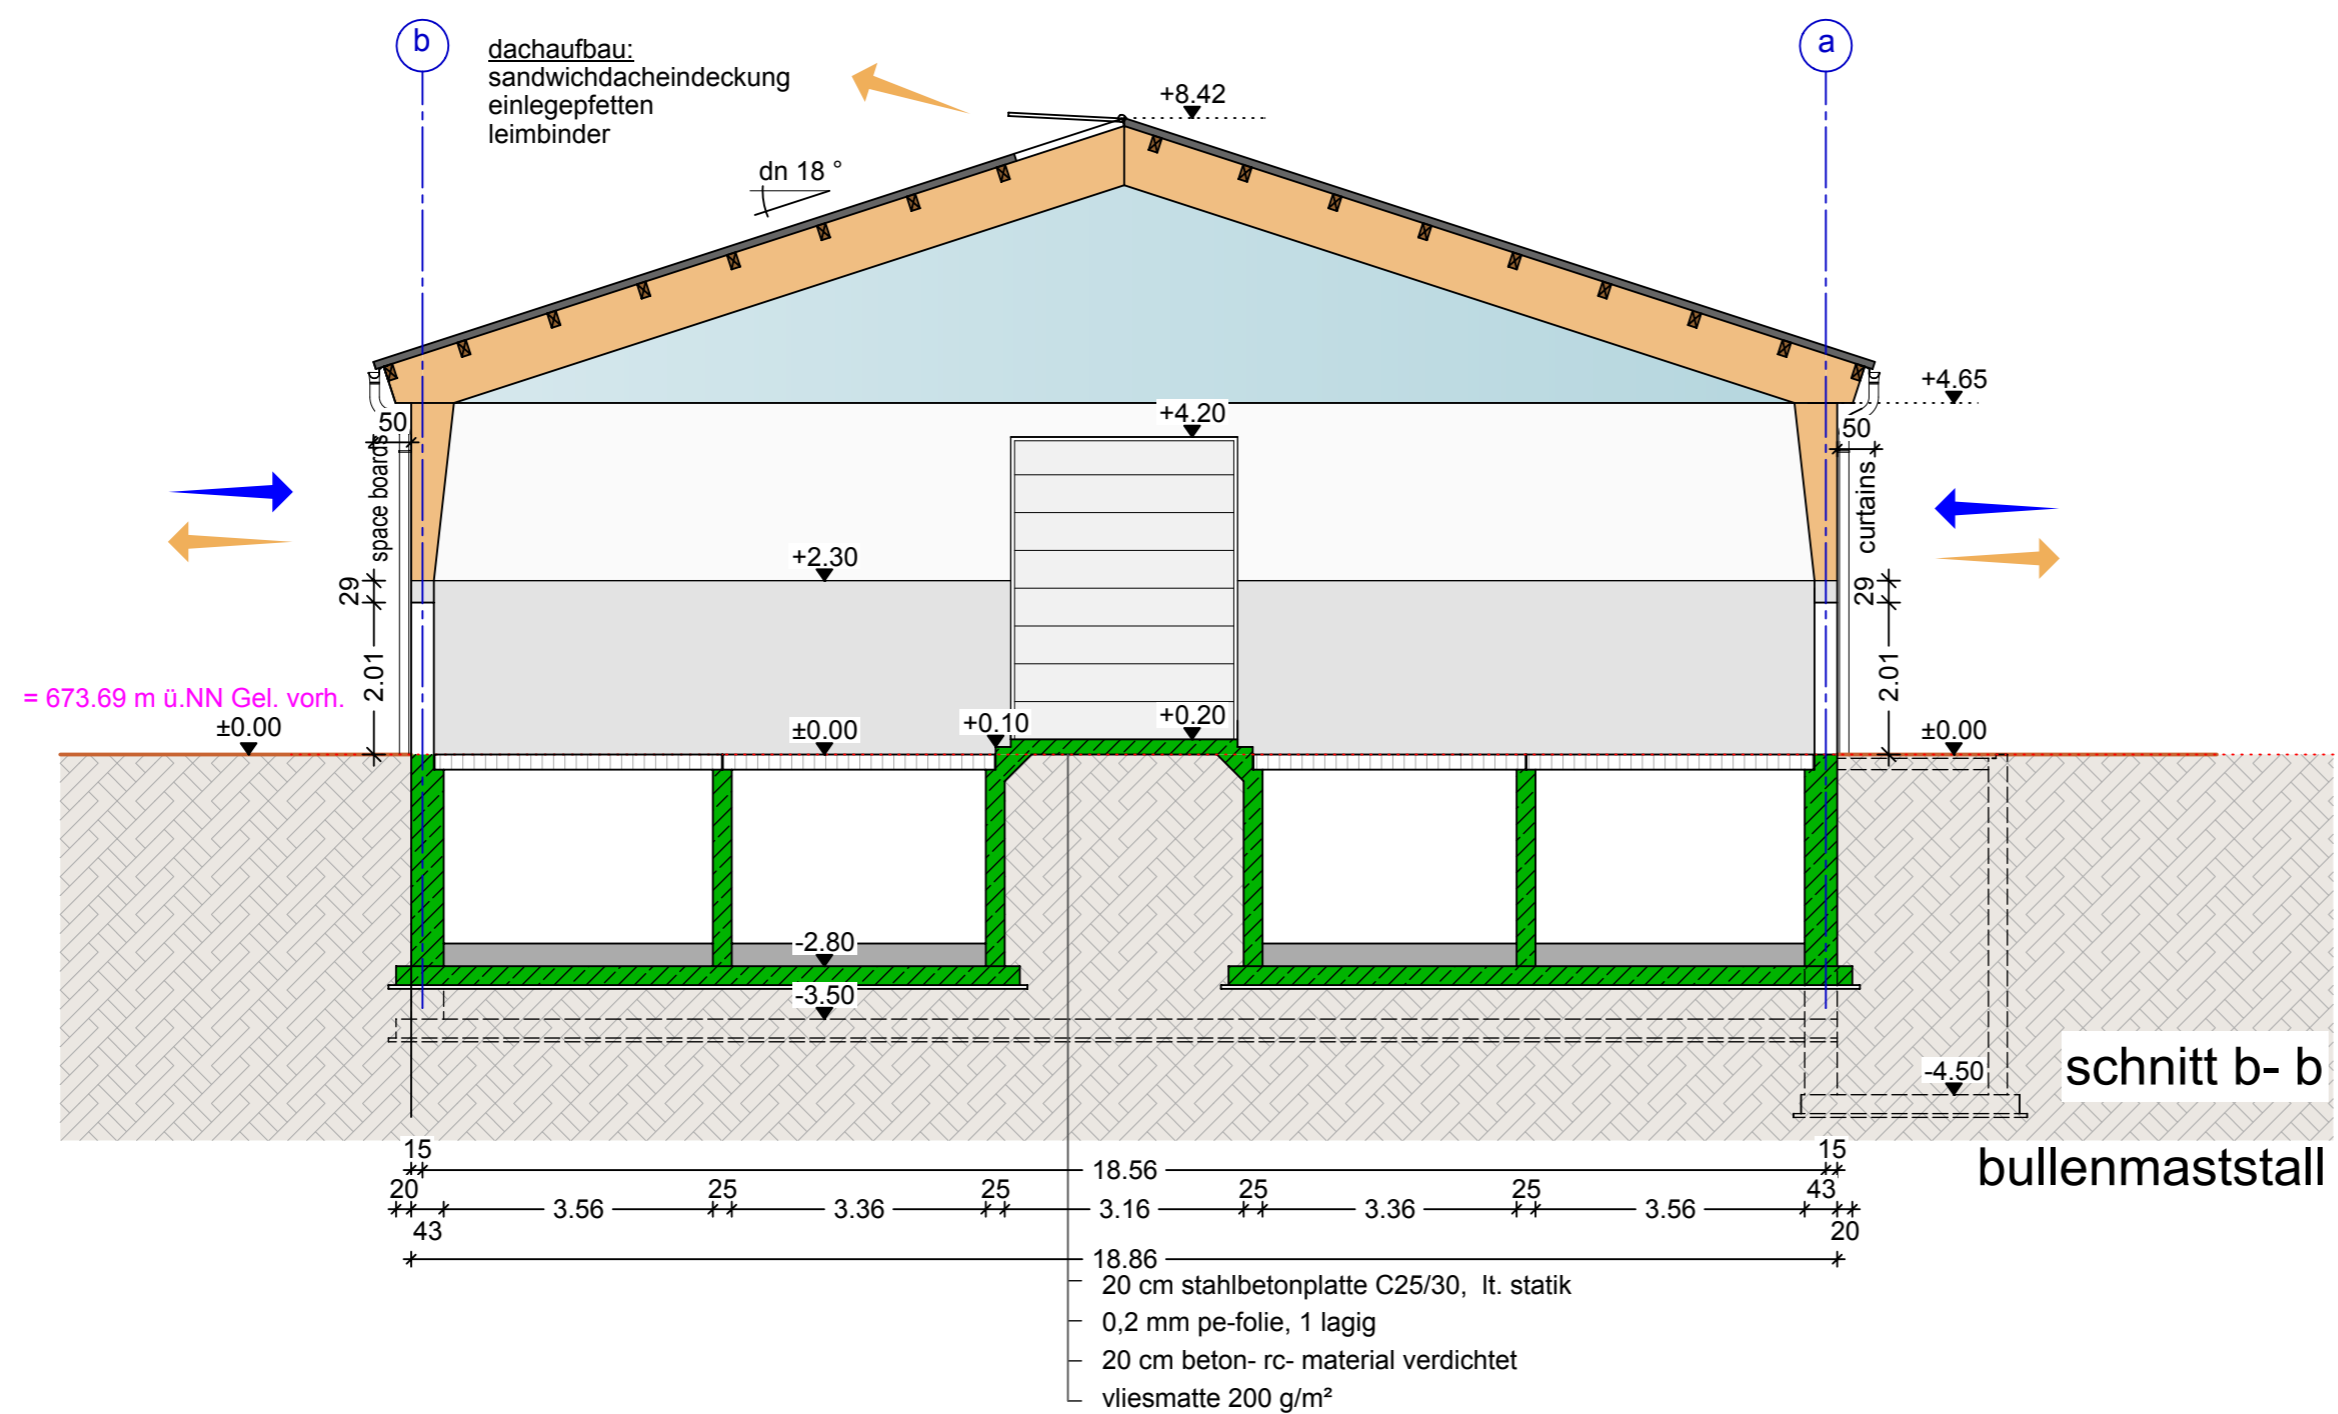 b
a
dachaufbau:
sandwichdacheindeckung
einlegepfetten
leimbinder
+8.42
dn 18 °
+4.65
+4.20
50
50
space boards
curtains
+2.30
29
29
2.01
2.01
= 673.69 m ü.NN Gel. vorh.
±0.00
±0.00
+0.10
+0.20
±0.00
-2.80
-3.50
-4.50
schnitt b- b
bullenmaststall
15
18.56
15
20
43
3.56
25
3.36
25
3.16
25
3.36
25
3.56
43
20
18.86
20 cm stahlbetonplatte C25/30, lt. statik
0,2 mm pe-folie, 1 lagig
20 cm beton- rc- material verdichtet
vliesmatte 200 g/m²